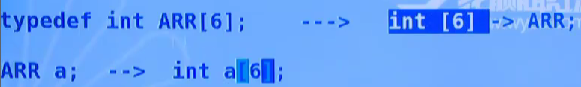 typedef int ARR[6];     --->   int [6] -> ARR;
ARR a;  -->  int a[6];